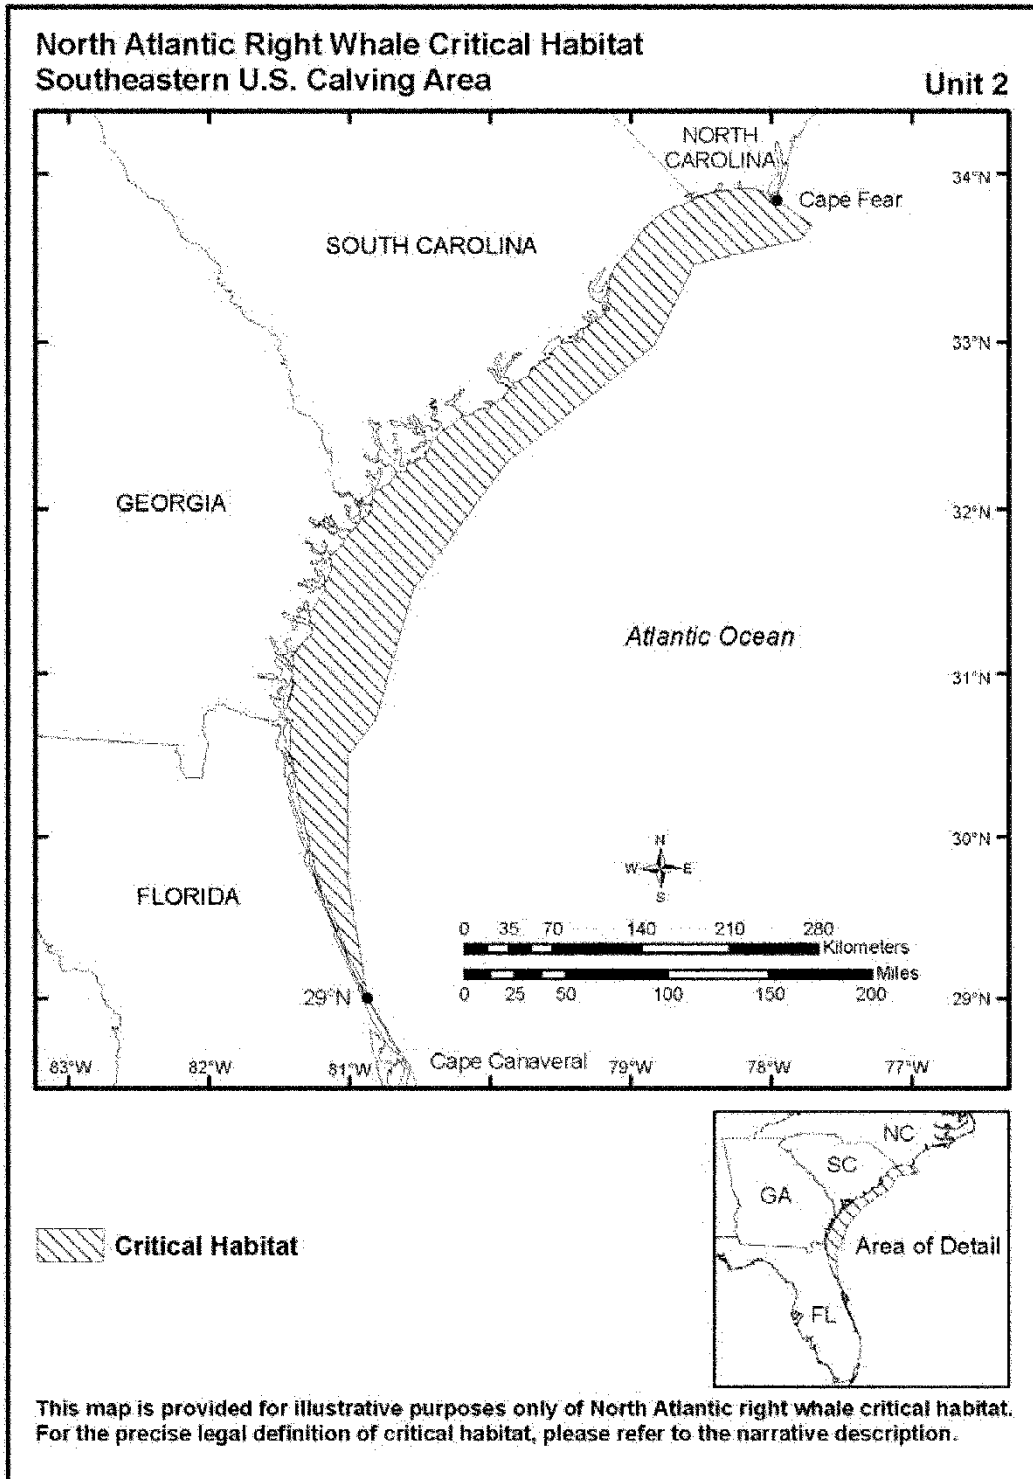 North Atlantic Right Whale Critical Habitat
Southeastern U.S. Calving Area
Unit 2
NORTH
CAROLINA
34°N
Cape Fear
SOUTH CAROLINA
33°N
GEORGIA
32°N
Atlantic Ocean
31°N
30°N
N
W
E
S
FLORIDA
0 35 70 140 210 280
Kilometers
Miles
0 25 50 100 150 200
29°N
29°N
Cape Canaveral
83°W 82°W 81°W 79°W 78°W 77°W
NC
SC
GA
Area of Detail
FL
Critical Habitat
This map is provided for illustrative purposes only of North Atlantic right whale critical habitat.
For the precise legal definition of critical habitat, please refer to the narrative description.